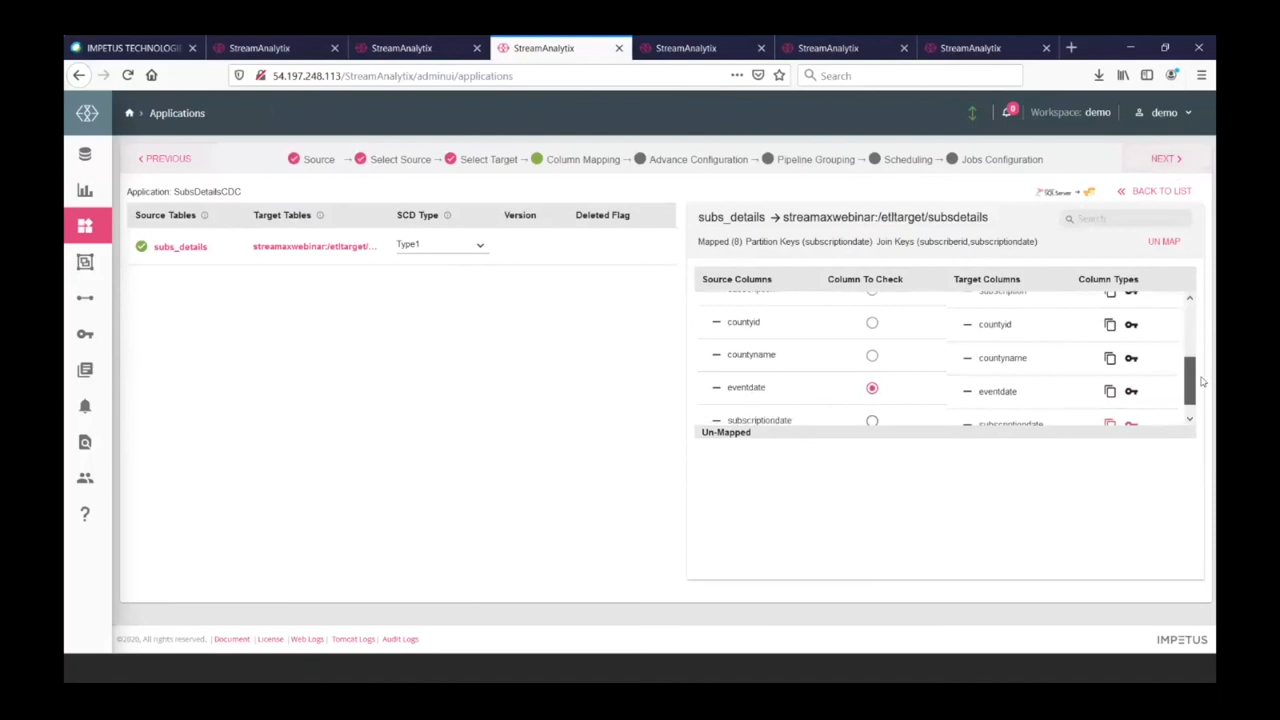 IMPETUS TECHNOLOGI
StreamAnalytix
StreamAnalytix
StreamAnalytix
StreamAnalytix
StreamAnalytix
StreamAnalytix
54.197.248.113/StreamAnalytix/adminui/applications
Search
Applications
0
Workspace: demo
demo
PREVIOUS
Source
Select Source
Select Target
Column Mapping
Advance Configuration
Pipeline Grouping
Scheduling
Jobs Configuration
NEXT
Application: SubsDetailsCDC
SQL Server
BACK TO LIST
Source Tables
Target Tables
SCD Type
Version
Deleted Flag
subs_details
streamaxwebinar:/etltarget/...
Type1
subs_details → streamaxwebinar:/etltarget/subsdetails
Search
Mapped (8) Partition Keys (subscriptiondate) Join Keys (subscriberid,subscriptiondate)
UN MAP
Source Columns
Column To Check
Target Columns
Column Types
countyid
countyid
countyname
countyname
eventdate
eventdate
subscriptiondate
subscriptiondate
Un-Mapped
©2020, All rights reserved. | Document | License | Web Logs | Tomcat Logs | Audit Logs
IMPETUS